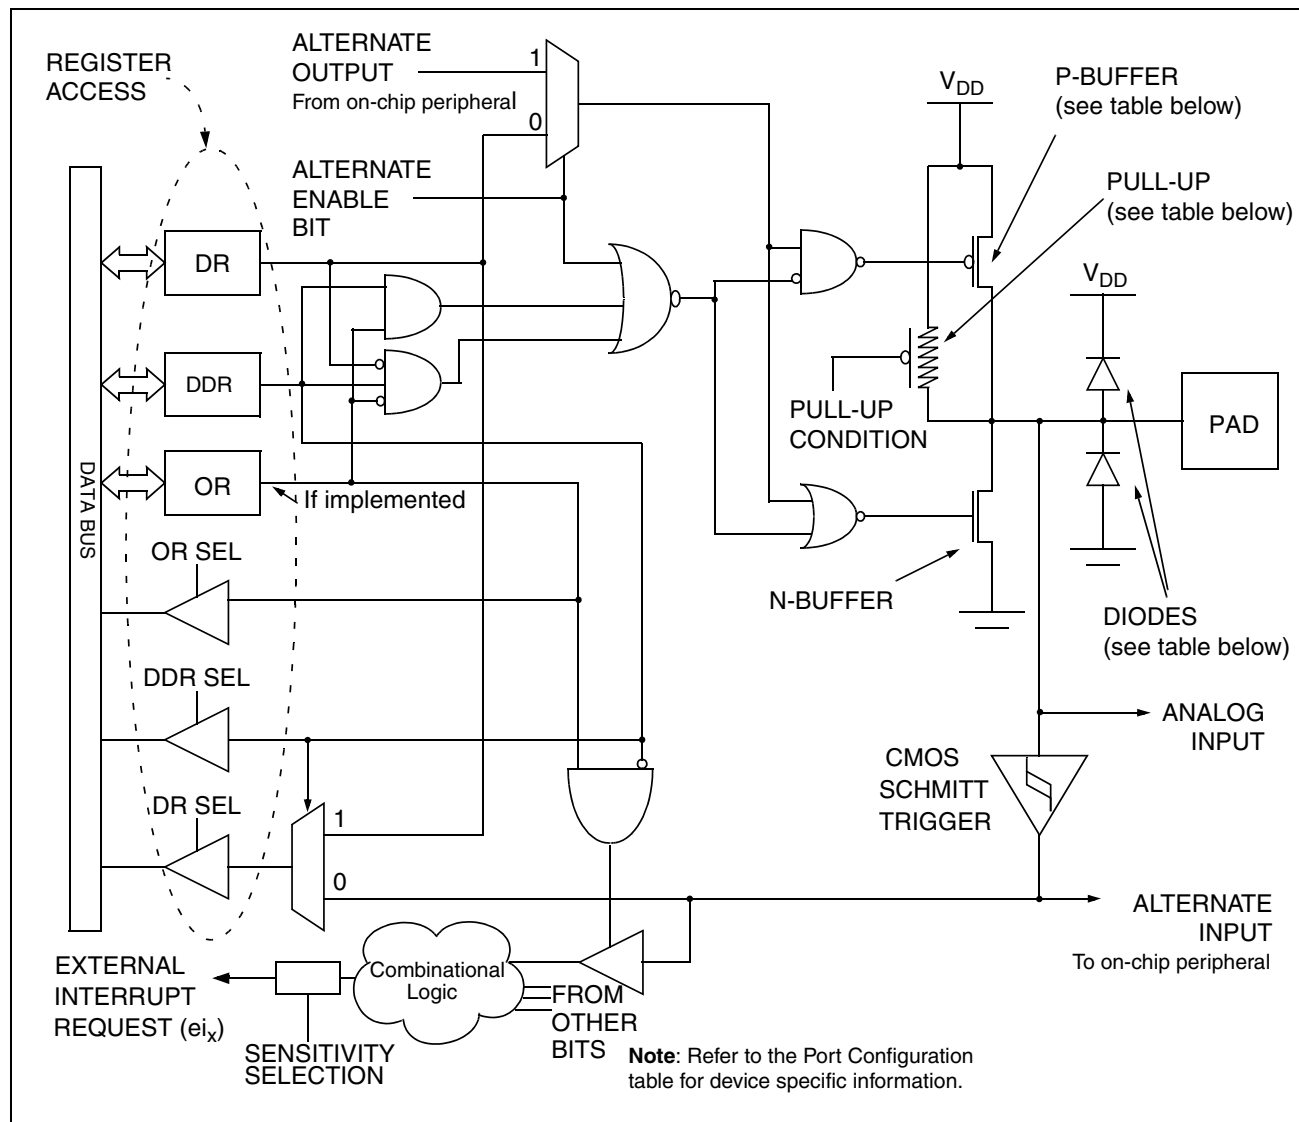 REGISTER
ACCESS
ALTERNATE
OUTPUT
From on-chip peripheral
1
0
ALTERNATE
ENABLE
BIT
VDD
P-BUFFER
(see table below)
PULL-UP
(see table below)
VDD
DR
DDR
OR
If implemented
DATA BUS
PULL-UP
CONDITION
PAD
N-BUFFER
DIODES
(see table below)
OR SEL
DDR SEL
DR SEL
1
0
ANALOG
INPUT
CMOS
SCHMITT
TRIGGER
ALTERNATE
INPUT
To on-chip peripheral
EXTERNAL
INTERRUPT
REQUEST (eix)
Combinational
Logic
FROM
OTHER
BITS
SENSITIVITY
SELECTION
Note: Refer to the Port Configuration
table for device specific information.